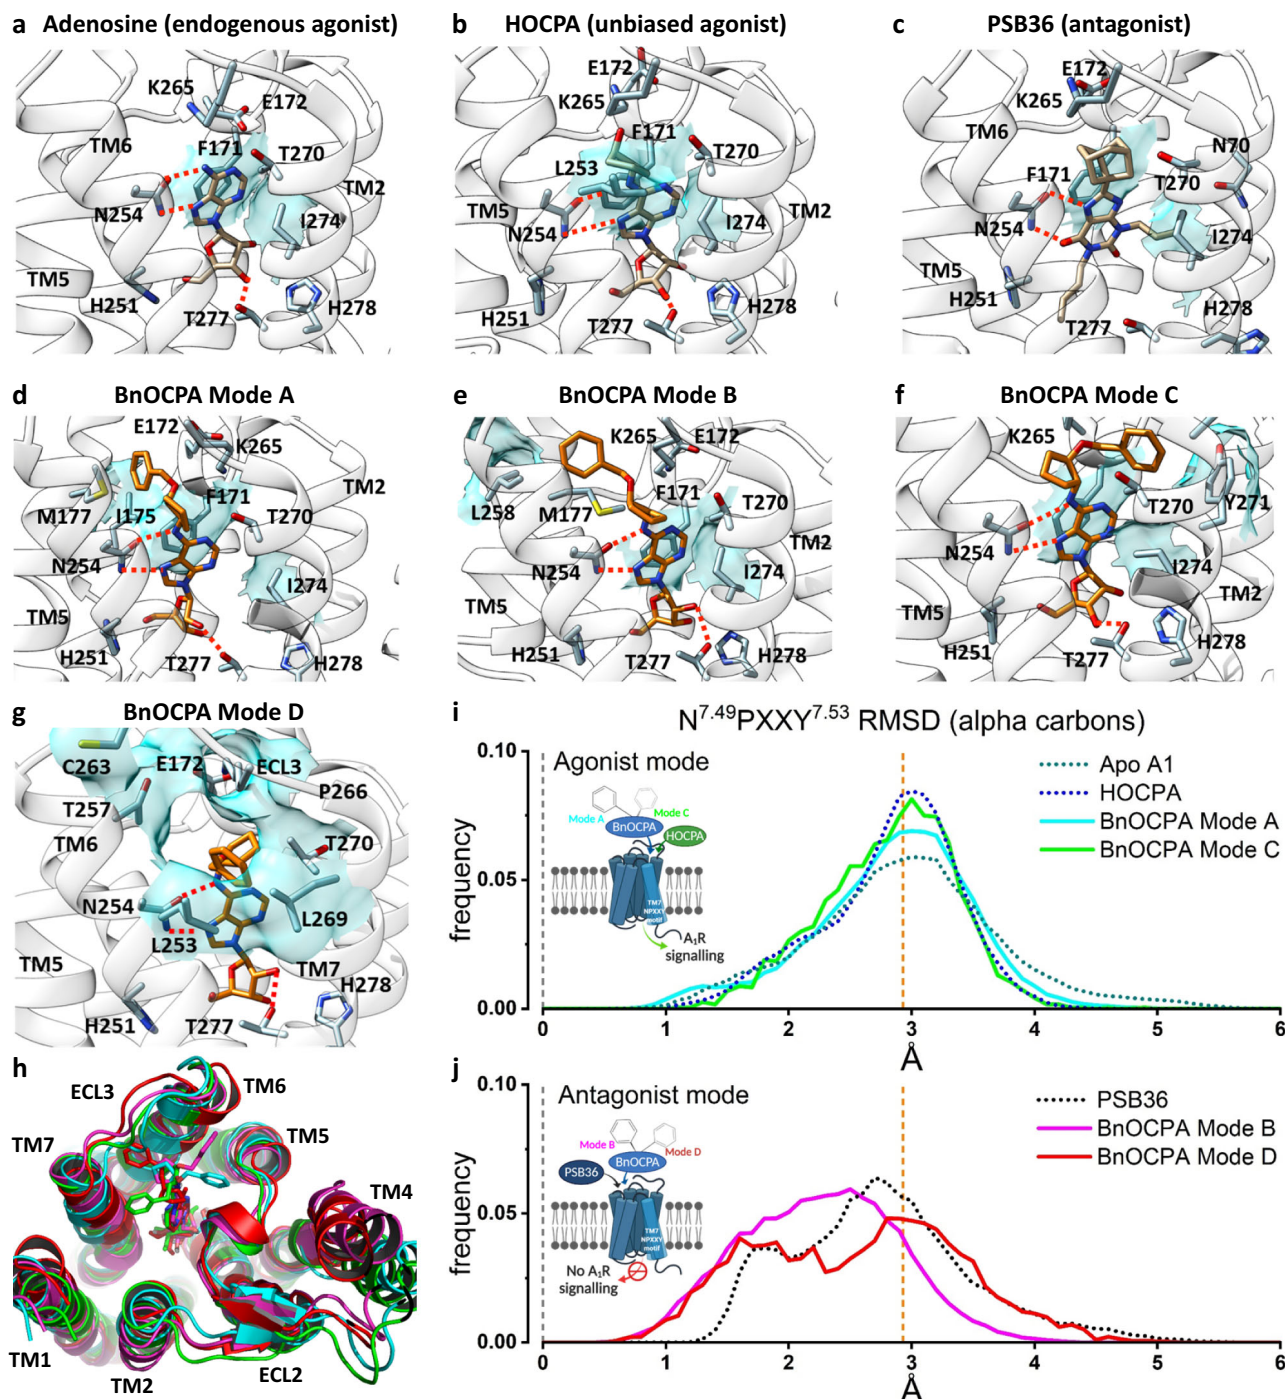 a Adenosine (endogenous agonist)
K265
E172
TM6
F171
T270
TM2
N254
I274
TM5
H251
T277
H278
b HOCPA (unbiased agonist)
E172
K265
F171
L253
T270
TM5
N254
I274
TM2
H251
T277
H278
c PSB36 (antagonist)
E172
K265
TM6
N70
F171
T270
N254
I274
TM5
H251
T277
H278
d BnOCPA Mode A
E172
K265
TM2
M177
I175
F171
T270
N254
I274
TM5
H251
T277
H278
e BnOCPA Mode B
K265
E172
L258
M177
F171
T270
TM2
N254
I274
TM5
H251
T277
H278
f BnOCPA Mode C
K265
T270
Y271
N254
I274
TM5
TM2
H251
T277
H278
g BnOCPA Mode D
C263
E172
ECL3
T257
P266
TM6
T270
N254
L269
L253
TM5
TM7
H278
H251
T277
h
ECL3
TM6
TM7
TM5
TM4
TM1
TM2
ECL2
i N7.49PXXY7.53 RMSD (alpha carbons)
0.10
Agonist mode
Apo A1
HOCPA
BnOCPA Mode A
BnOCPA Mode C
Mode A
Mode C
BnOCPA
HOCPA
TM7
NPXXY
motif
A1R
signalling
frequency
0.05
0.00
0 1 2 3 4 5 6
Å
j
0.10
Antagonist mode
PSB36
BnOCPA Mode B
BnOCPA Mode D
Mode B
Mode D
PSB36
BnOCPA
TM7
NPXXY
motif
No A1R
signalling
frequency
0.05
0.00
0 1 2 3 4 5 6
Å